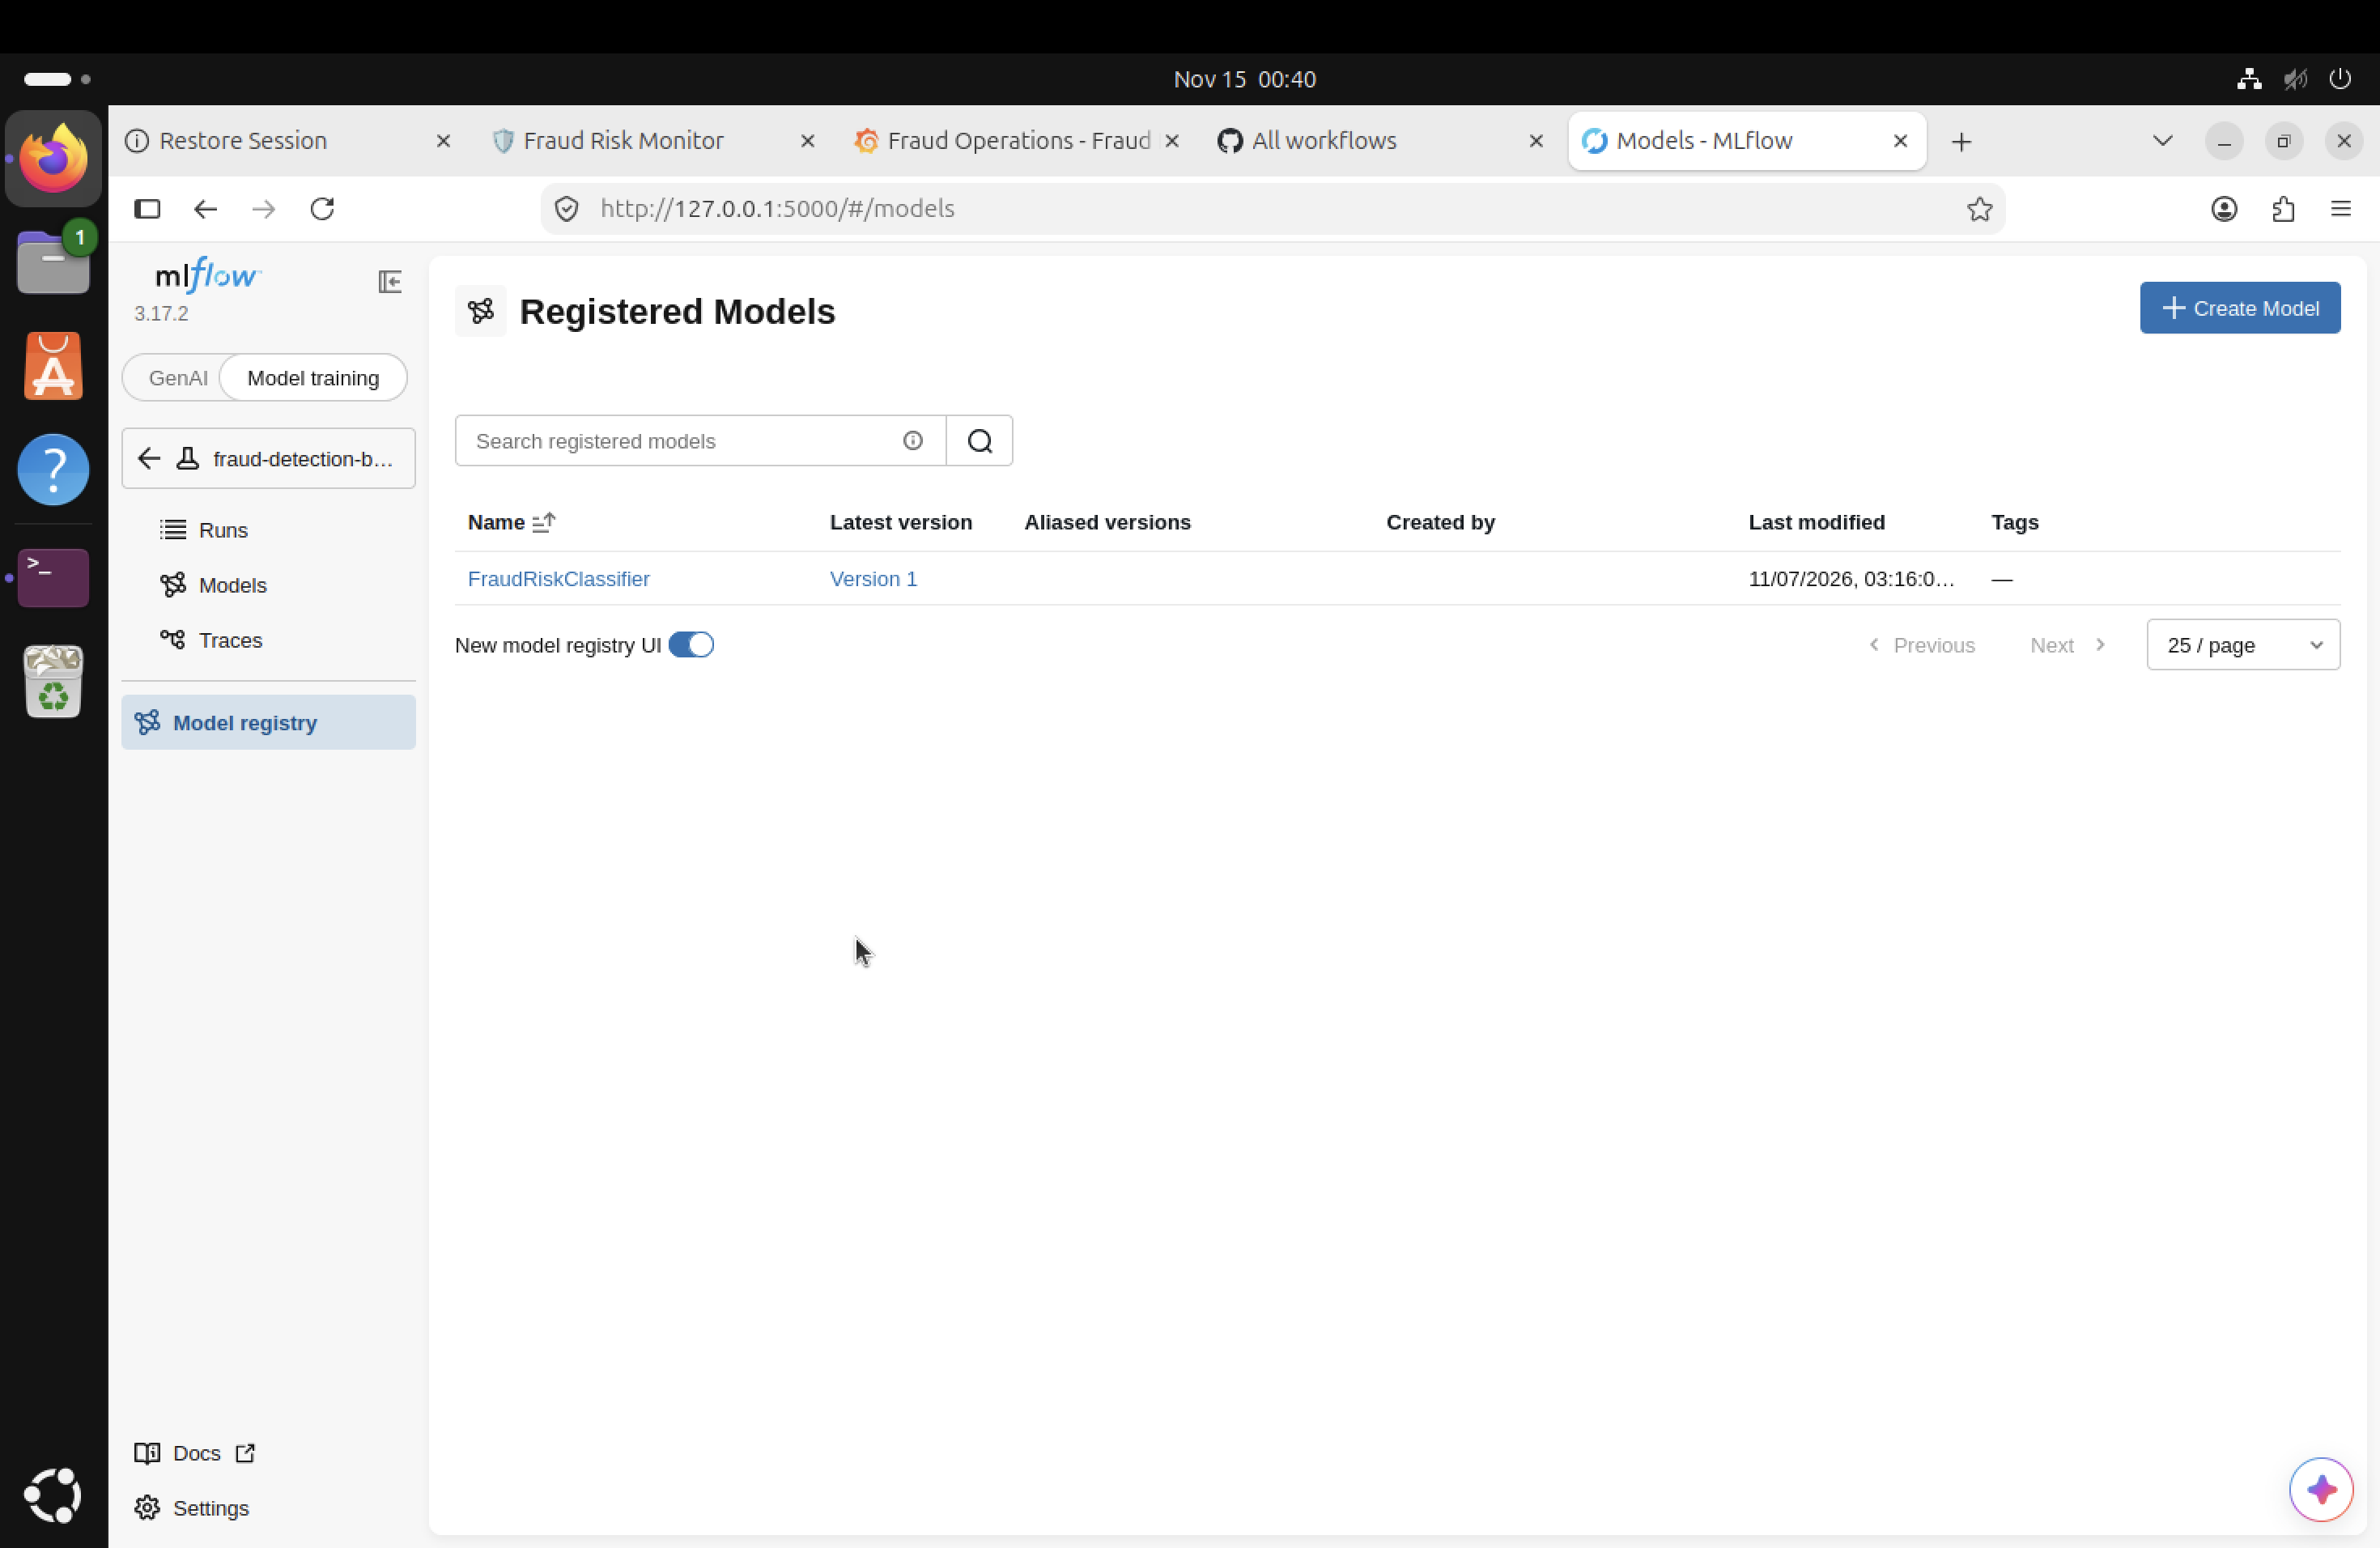 Nov 15 00:40
Restore Session
Fraud Risk Monitor
Fraud Operations - Fraud
All workflows
Models - MLflow
http://127.0.0.1:5000/#/models
1
mlflow
3.17.2
GenAI
Model training
fraud-detection-b...
Runs
Models
Traces
Model registry
Docs
Settings
Registered Models
Create Model
Search registered models
Name Latest version Aliased versions Created by Last modified Tags
FraudRiskClassifier Version 1 11/07/2026, 03:16:0... —
New model registry UI
Previous
Next
25 / page